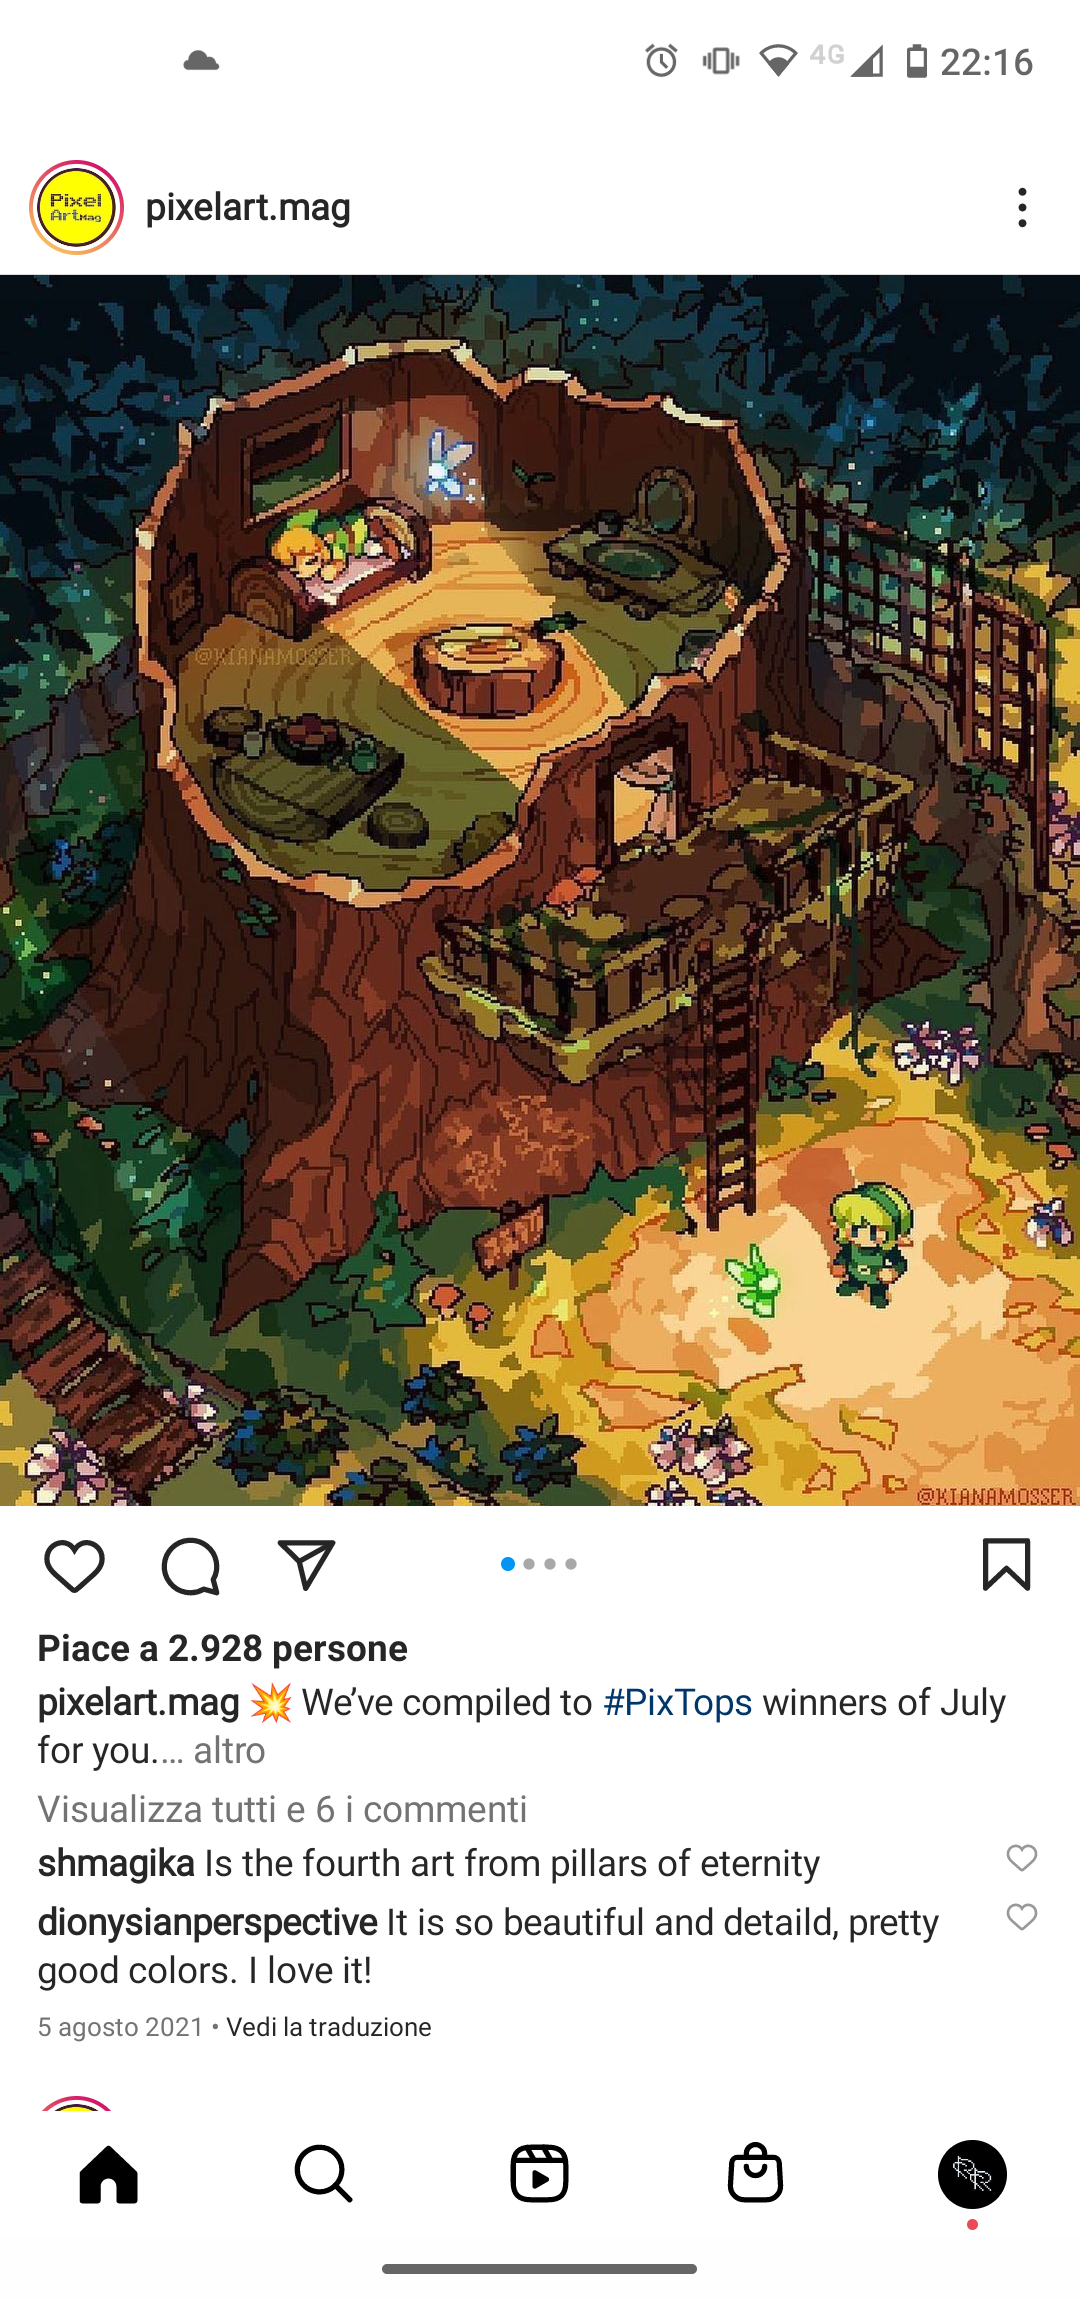 4G 22:16
Pixel
ArtMag
pixelart.mag
@KIANAMOSSER
@KIANAMOSSER
Piace a 2.928 persone
pixelart.mag 💥 We’ve compiled to #PixTops winners of July
for you.... altro
Visualizza tutti e 6 i commenti
shmagika Is the fourth art from pillars of eternity
dionysianperspective It is so beautiful and detaild, pretty
good colors. I love it!
5 agosto 2021 • Vedi la traduzione